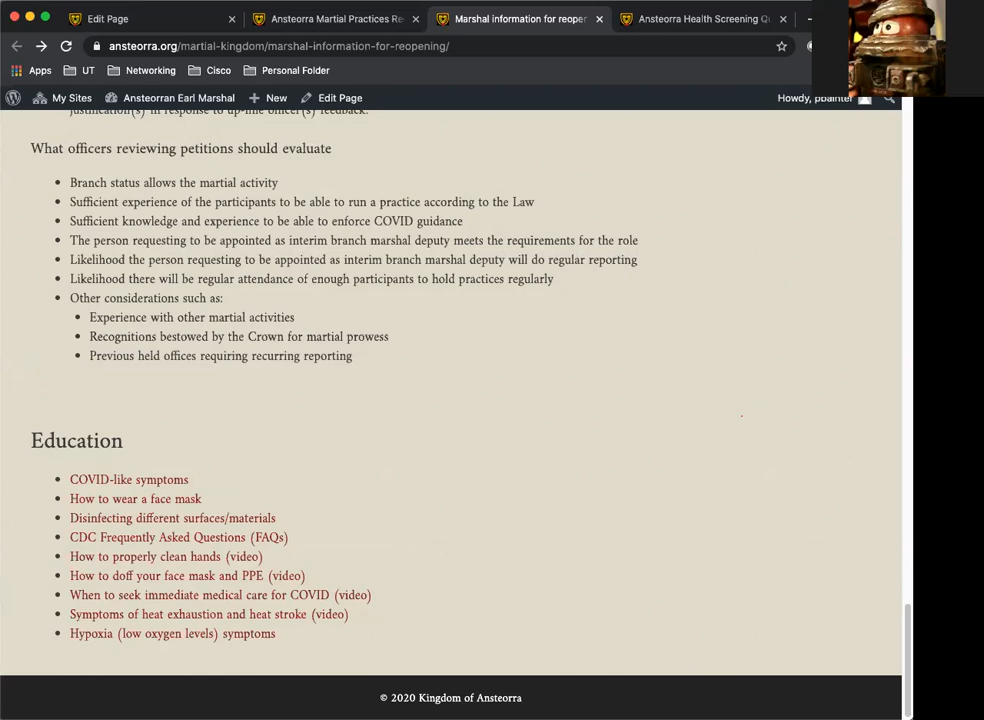 Edit Page
Ansteorra Martial Practices Re
Marshal information for reoper
Ansteorra Health Screening Q
ansteorra.org/martial-kingdom/marshal-information-for-reopening/
Apps UT Networking Cisco Personal Folder
My Sites Ansteorran Earl Marshal New Edit Page Howdy, pbainter
justification(s) in response to up-line officer(s) feedback.
What officers reviewing petitions should evaluate
Branch status allows the martial activity
Sufficient experience of the participants to be able to run a practice according to the Law
Sufficient knowledge and experience to be able to enforce COVID guidance
The person requesting to be appointed as interim branch marshal deputy meets the requirements for the role
Likelihood the person requesting to be appointed as interim branch marshal deputy will do regular reporting
Likelihood there will be regular attendance of enough participants to hold practices regularly
Other considerations such as:
Experience with other martial activities
Recognitions bestowed by the Crown for martial prowess
Previous held offices requiring recurring reporting
Education
COVID-like symptoms
How to wear a face mask
Disinfecting different surfaces/materials
CDC Frequently Asked Questions (FAQs)
How to properly clean hands (video)
How to doff your face mask and PPE (video)
When to seek immediate medical care for COVID (video)
Symptoms of heat exhaustion and heat stroke (video)
Hypoxia (low oxygen levels) symptoms
© 2020 Kingdom of Ansteorra